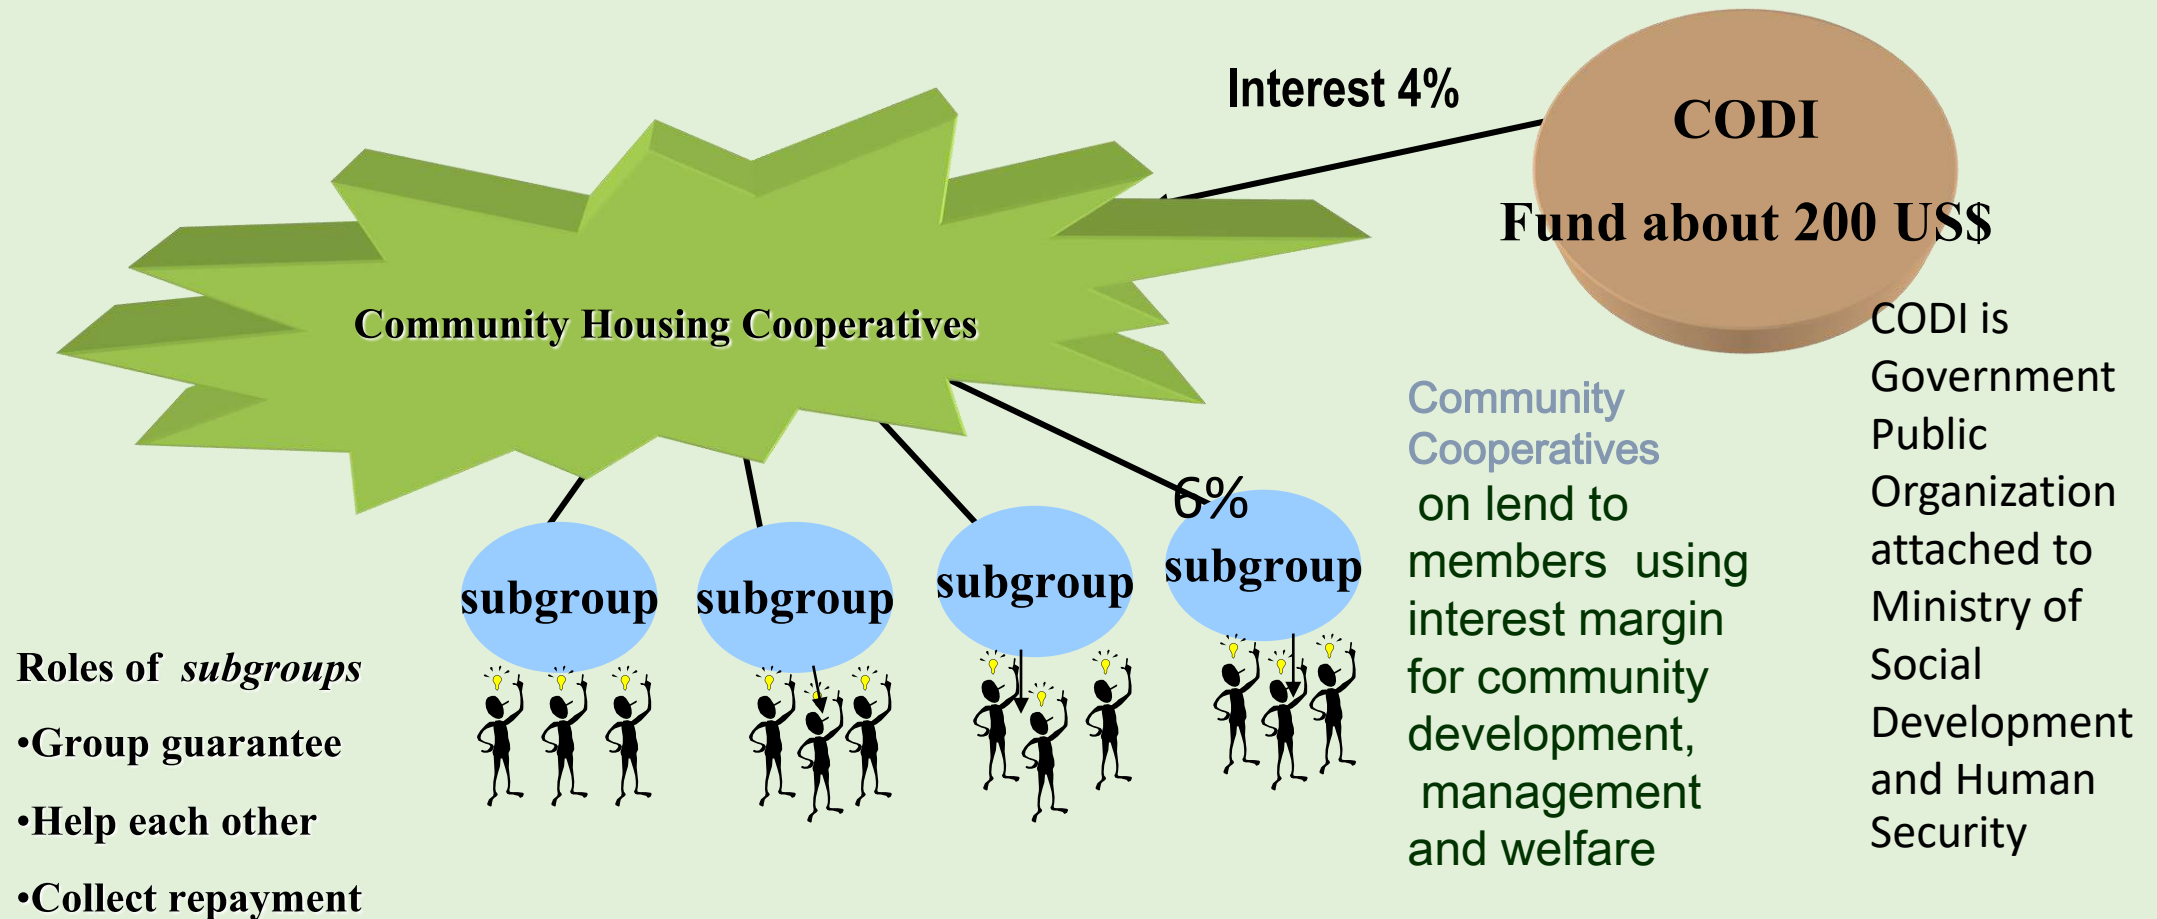 Interest 4%
CODI
Fund about 200 US$
Community Housing Cooperatives
6%
subgroup
subgroup
subgroup
subgroup
Roles of subgroups
•Group guarantee
•Help each other
•Collect repayment
Community
Cooperatives
on lend to
members using
interest margin
for community
development,
management
and welfare
CODI is
Government
Public
Organization
attached to
Ministry of
Social
Development
and Human
Security